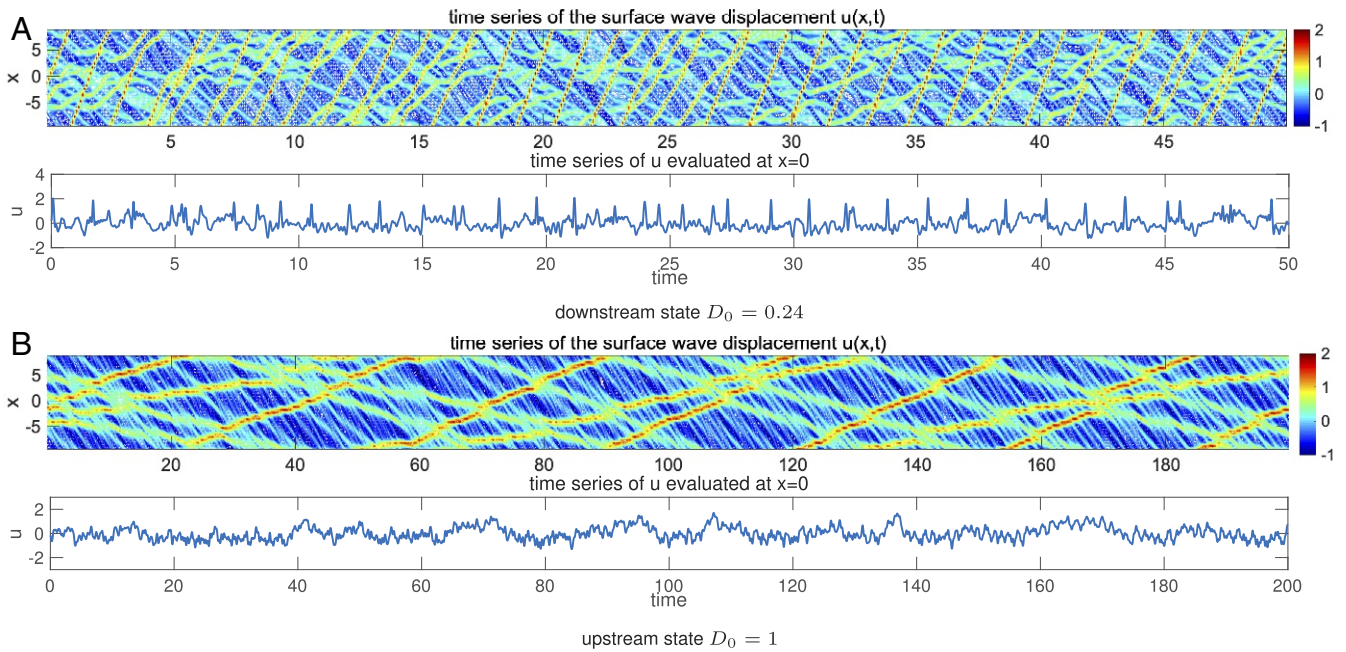 A
time series of the surface wave displacement u(x,t)
x
5
0
-5
2
1
0
-1
5 10 15 20 25 30 35 40 45
time series of u evaluated at x=0
u
4
2
0
-2
0 5 10 15 20 25 30 35 40 45 50
time
downstream state D₀ = 0.24
B
time series of the surface wave displacement u(x,t)
x
5
0
-5
2
1
0
-1
20 40 60 80 100 120 140 160 180
time series of u evaluated at x=0
u
2
0
-2
0 20 40 60 80 100 120 140 160 180 200
time
upstream state D₀ = 1